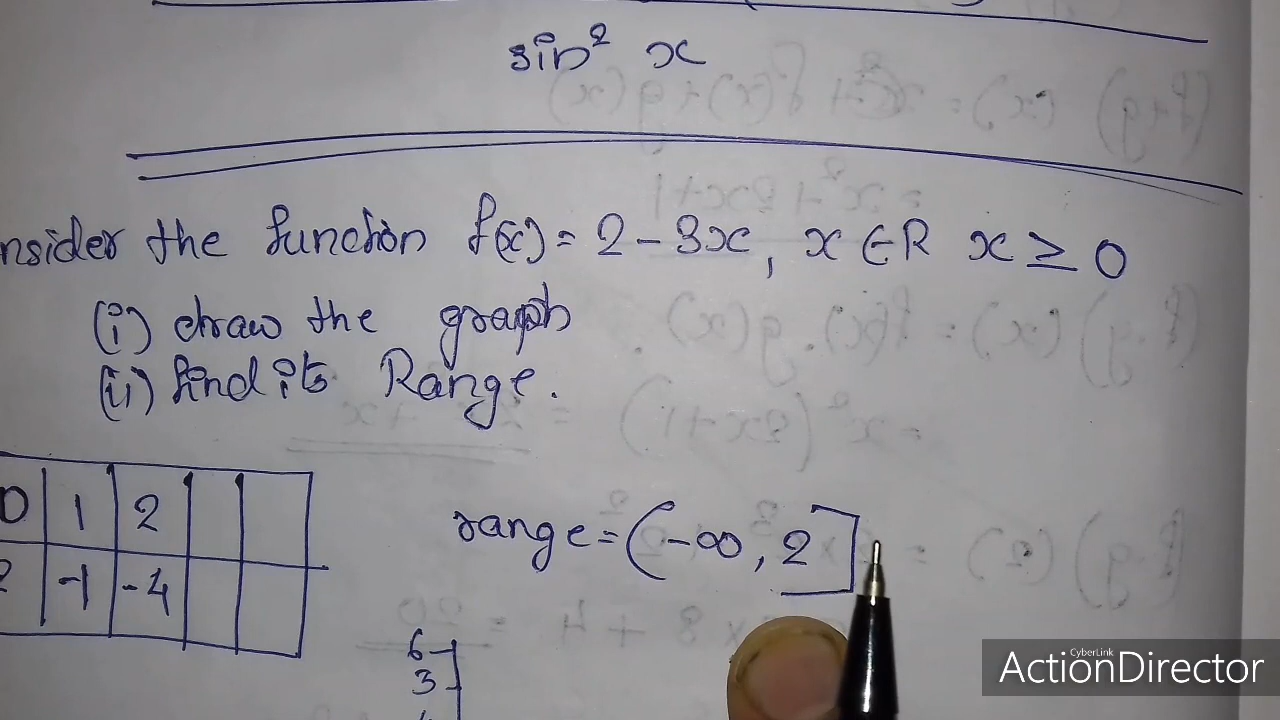 sin² x
nsider the function f(x) = 2 - 3x, x ∈ R x ≥ 0
(i) draw the graph
(ii) find its Range.
0 1 2
2 -1 -4
range = (-∞, 2]
6
3
CyberLink
ActionDirector